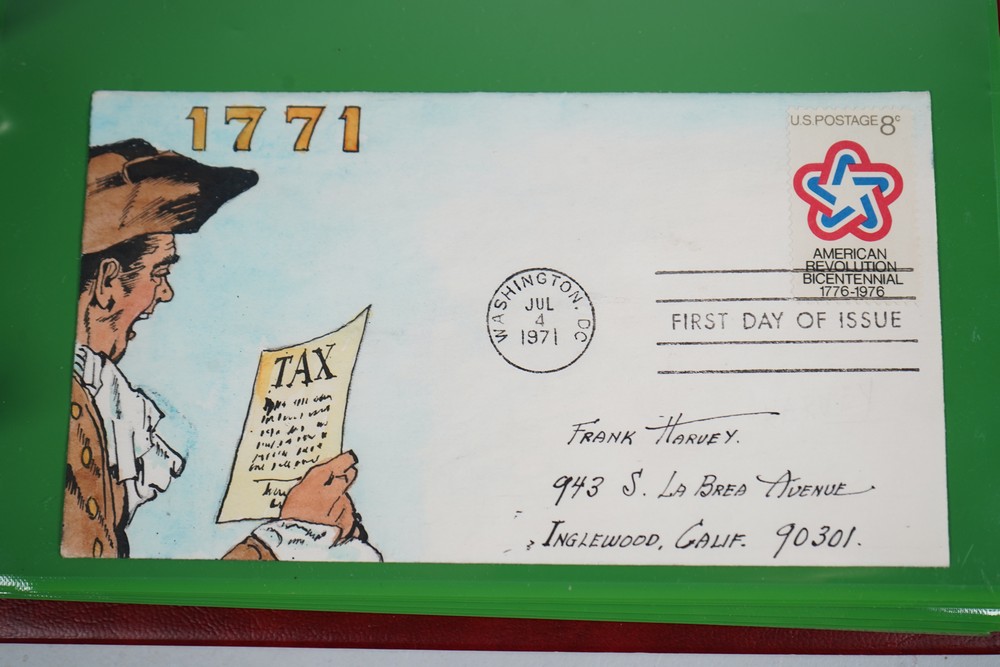 1771
U.S. POSTAGE 8c
AMERICAN
REVOLUTION
BICENTENNIAL
1776-1976
WASHINGTON, DC
JUL
4
1971
FIRST DAY OF ISSUE
TAX
FRANK HARVEY.
943 S. LA BREA AVENUE
INGLEWOOD, CALIF. 90301.